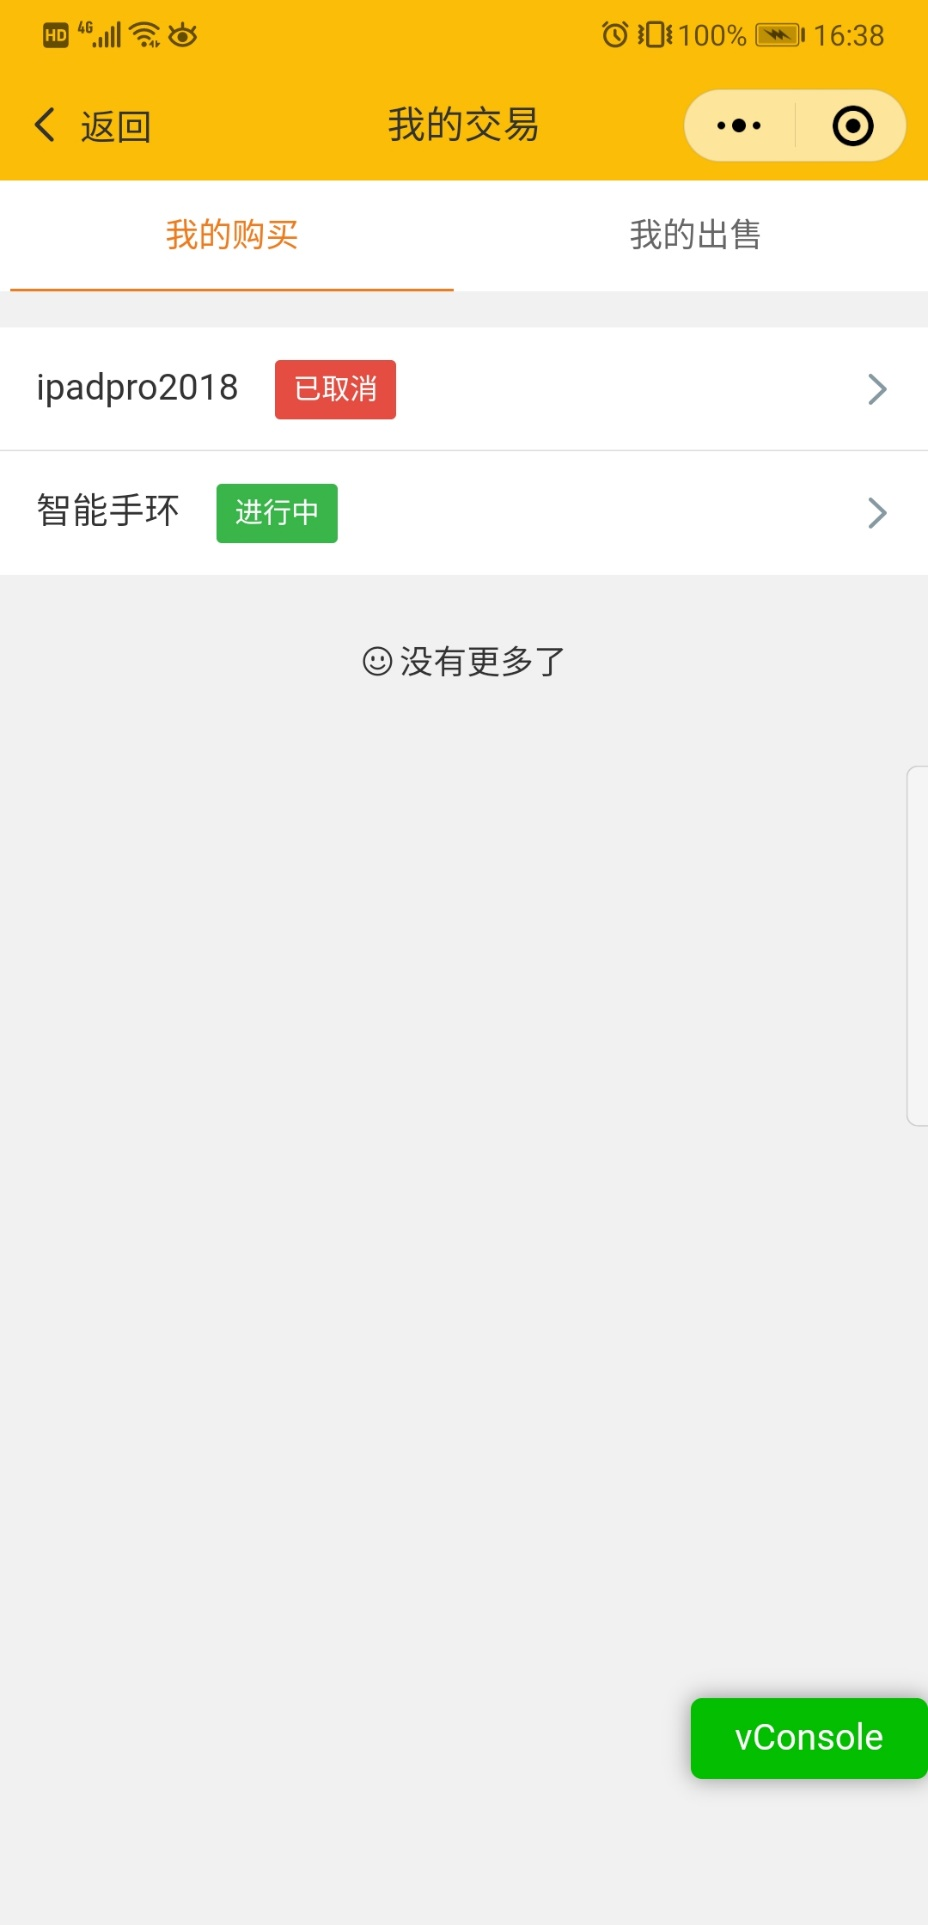 HD 4G 100% 16:38
返回 我的交易
我的购买 我的出售
ipadpro2018 已取消
智能手环 进行中
没有更多了
vConsole